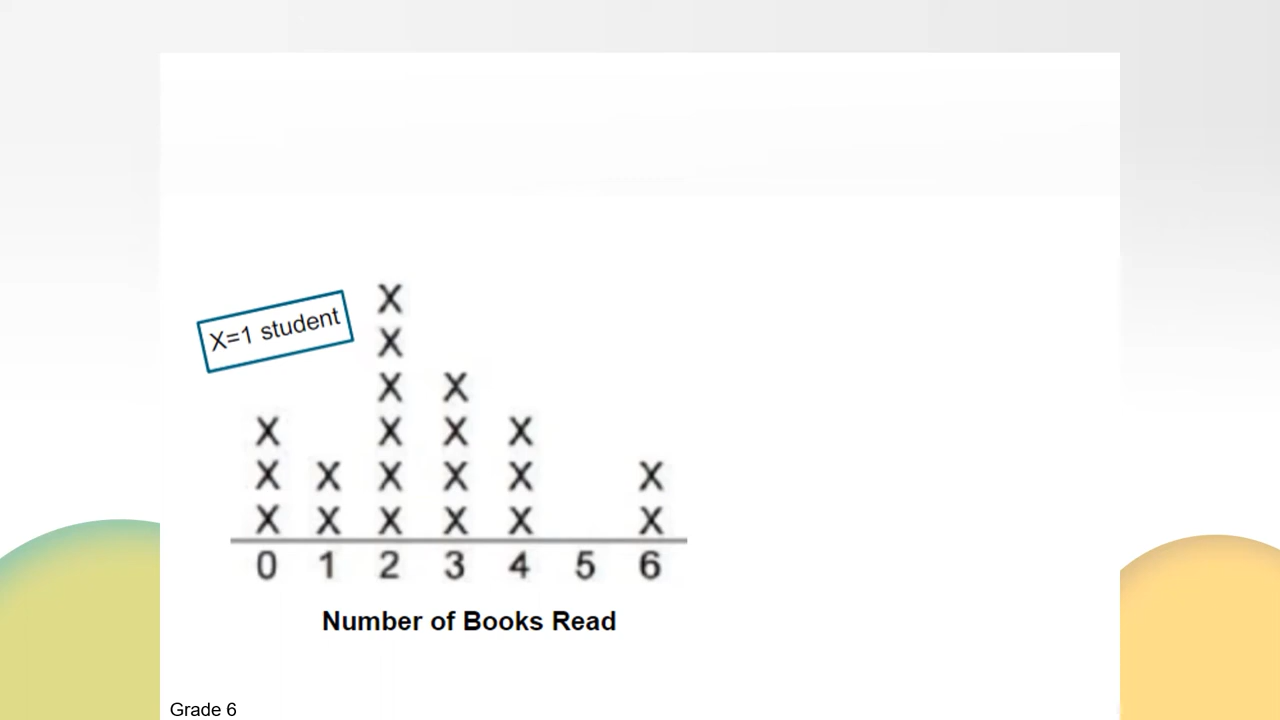 X=1 student
X
X
X X
X X X X
X X X X X X
X X X X X X
0 1 2 3 4 5 6
Number of Books Read
Grade 6